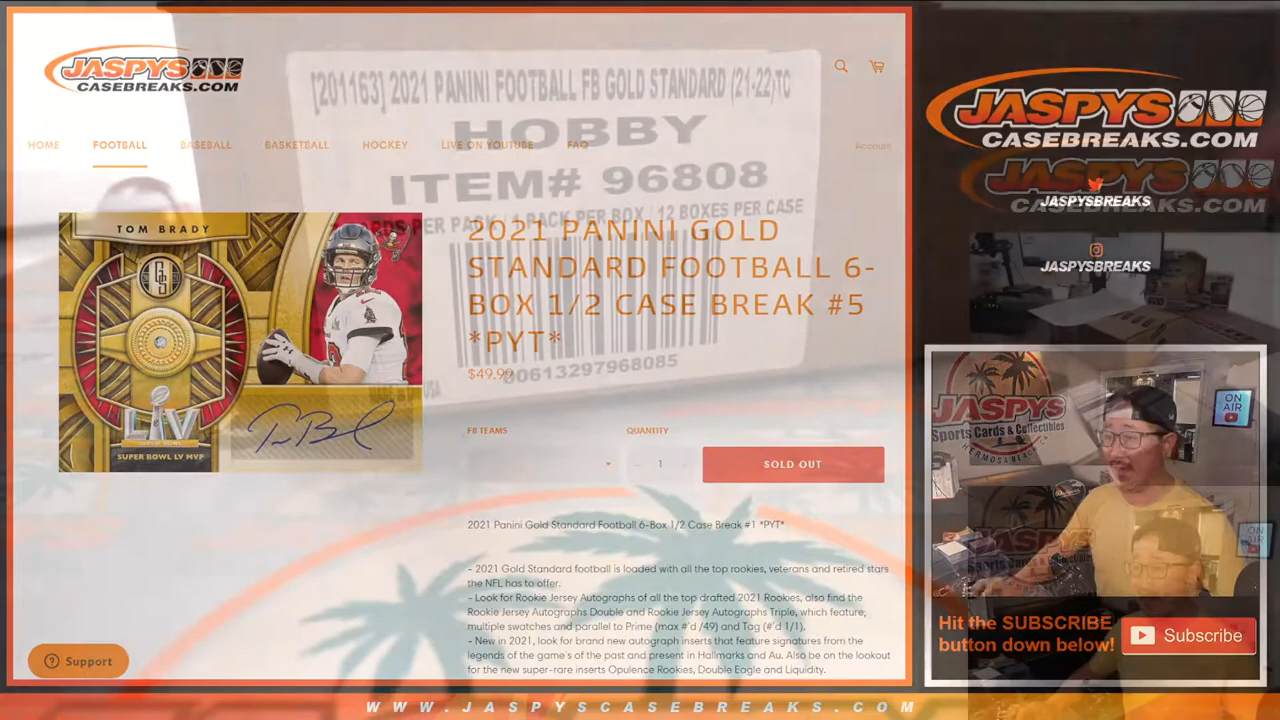 JASPYS
CASEBREAKS.COM
HOME
FOOTBALL
BASEBALL
BASKETBALL
HOCKEY
LIVE ON YOUTUBE
FAQ
Account
[201163] 2021 PANINI FOOTBALL FB GOLD STANDARD (21-22)TC
HOBBY
ITEM# 96808
PER PACK / 1 PACK PER BOX / 12 BOXES PER CASE
00613297968085
TOM BRADY
GS
LV
SUPER BOWL LV MVP
2021 PANINI GOLD
STANDARD FOOTBALL 6-
BOX 1/2 CASE BREAK #5
*PYT*
$49.99
FB TEAMS
QUANTITY
1
SOLD OUT
2021 Panini Gold Standard Football 6-Box 1/2 Case Break #1 *PYT*
- 2021 Gold Standard football is loaded with all the top rookies, veterans and retired stars
the NFL has to offer.
- Look for Rookie Jersey Autographs of all the top drafted 2021 Rookies, also find the
Rookie Jersey Autographs Double and Rookie Jersey Autographs Triple, which feature;
multiple swatches and parallel to Prime (max #'d /49) and Tag (#'d 1/1).
- New in 2021, look for brand new autograph inserts that feature signatures from the
legends of the game's of the past and present in Hallmarks and Au. Also be on the lookout
for the new super-rare inserts Opulence Rookies, Double Eagle and Liquidity.
Support
JASPYS
CASEBREAKS.COM
JASPYS
CASEBREAKS.COM
JASPYSBREAKS
JASPYSBREAKS
JASPYS
Sports Cards & Collectibles
HERMOSA BEACH, CA
ON
AIR
ON
Hit the SUBSCRIBE
button down below!
Subscribe
WWW.JASPYSCASEBREAKS.COM